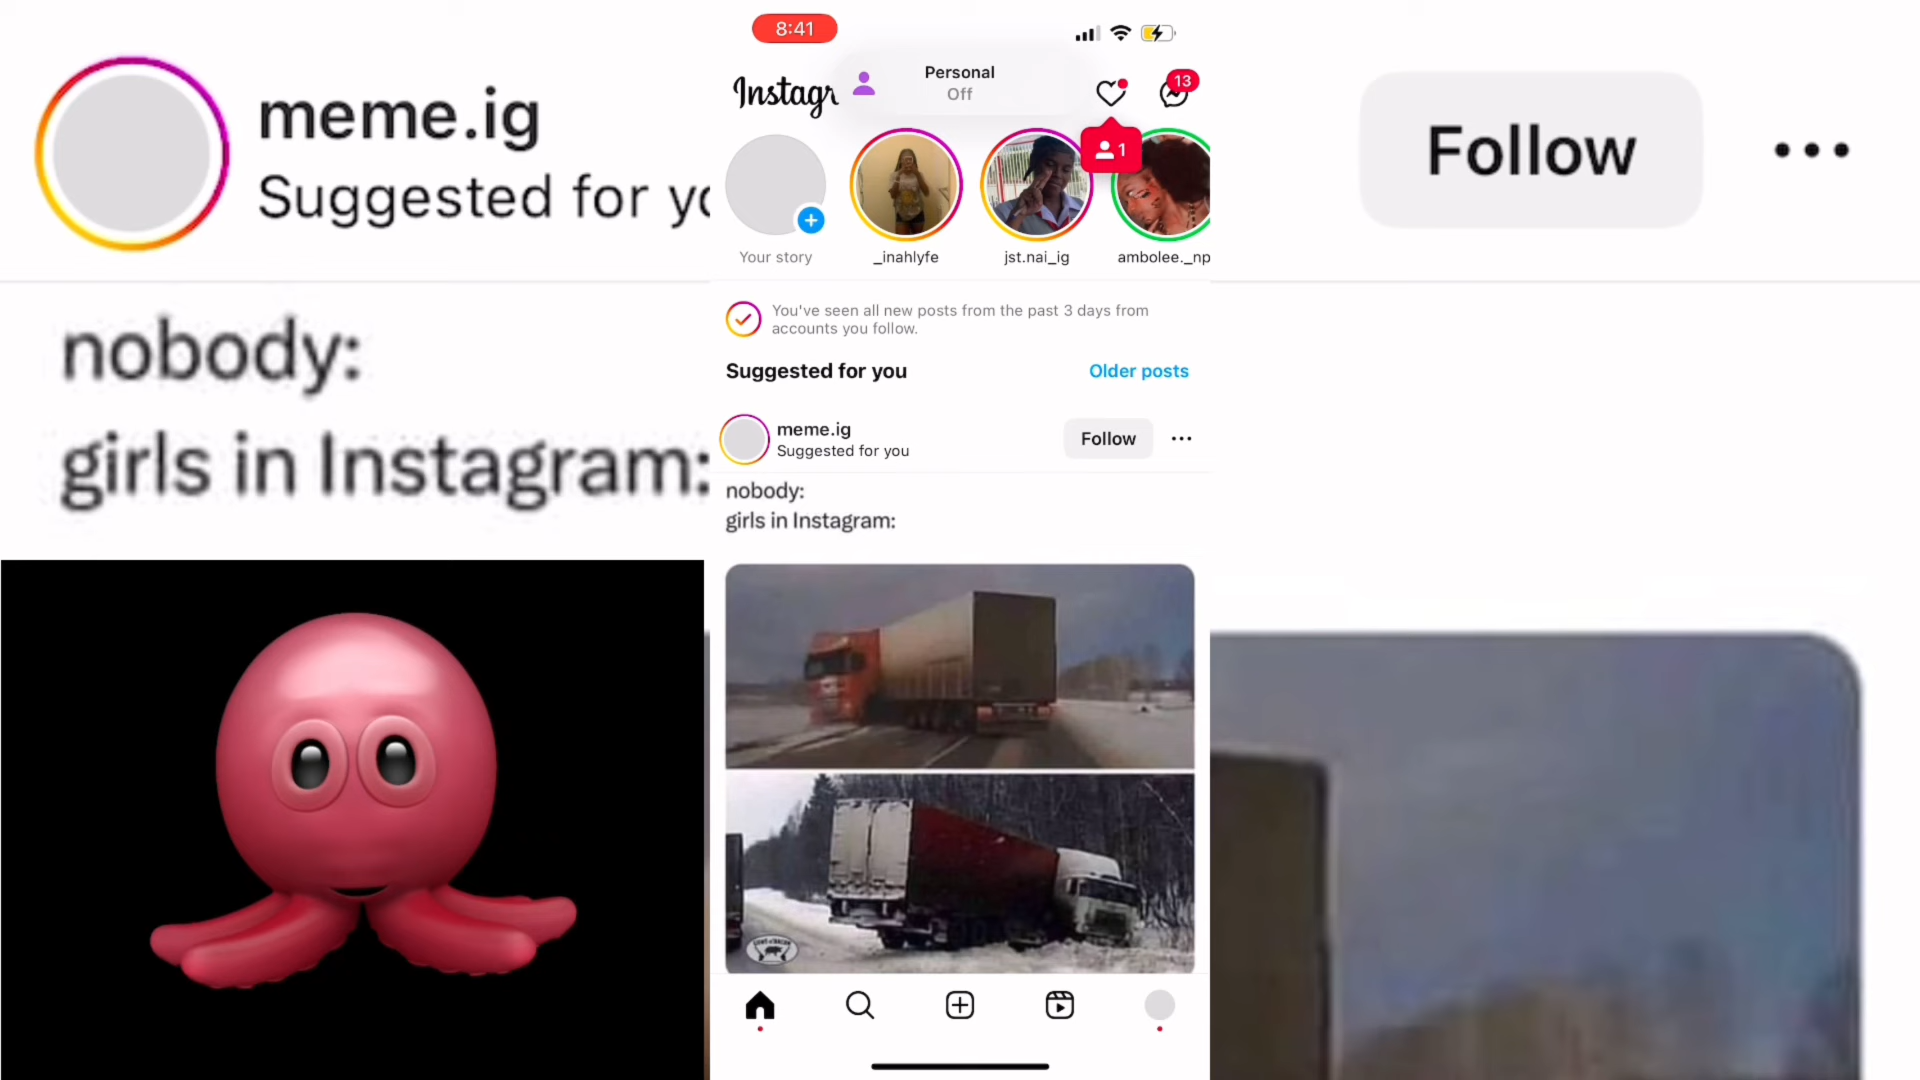 meme.ig
Suggested for yo
Follow
nobody:
girls in Instagram:
8:41
Instagr
Personal
Off
13
1
Your story
_inahlyfe
jst.nai_ig
ambolee._np
You've seen all new posts from the past 3 days from
accounts you follow.
Suggested for you
Older posts
meme.ig
Suggested for you
Follow
nobody:
girls in Instagram: